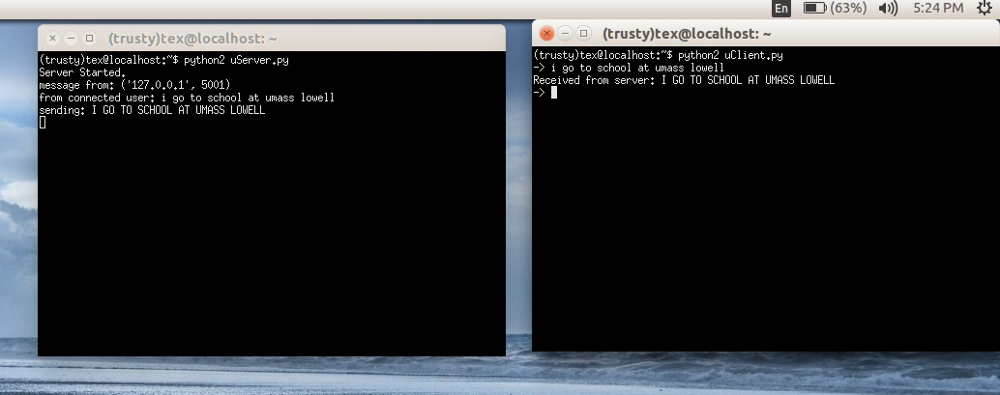 En (63%) 5:24 PM
(trusty)tex@localhost: ~
(trusty)tex@localhost:~$ python2 uServer.py
Server Started.
message from: ('127.0.0.1', 5001)
from connected user: i go to school at umass lowell
sending: I GO TO SCHOOL AT UMASS LOWELL
(trusty)tex@localhost: ~
(trusty)tex@localhost:~$ python2 uClient.py
-> i go to school at umass lowell
Received from server: I GO TO SCHOOL AT UMASS LOWELL
->